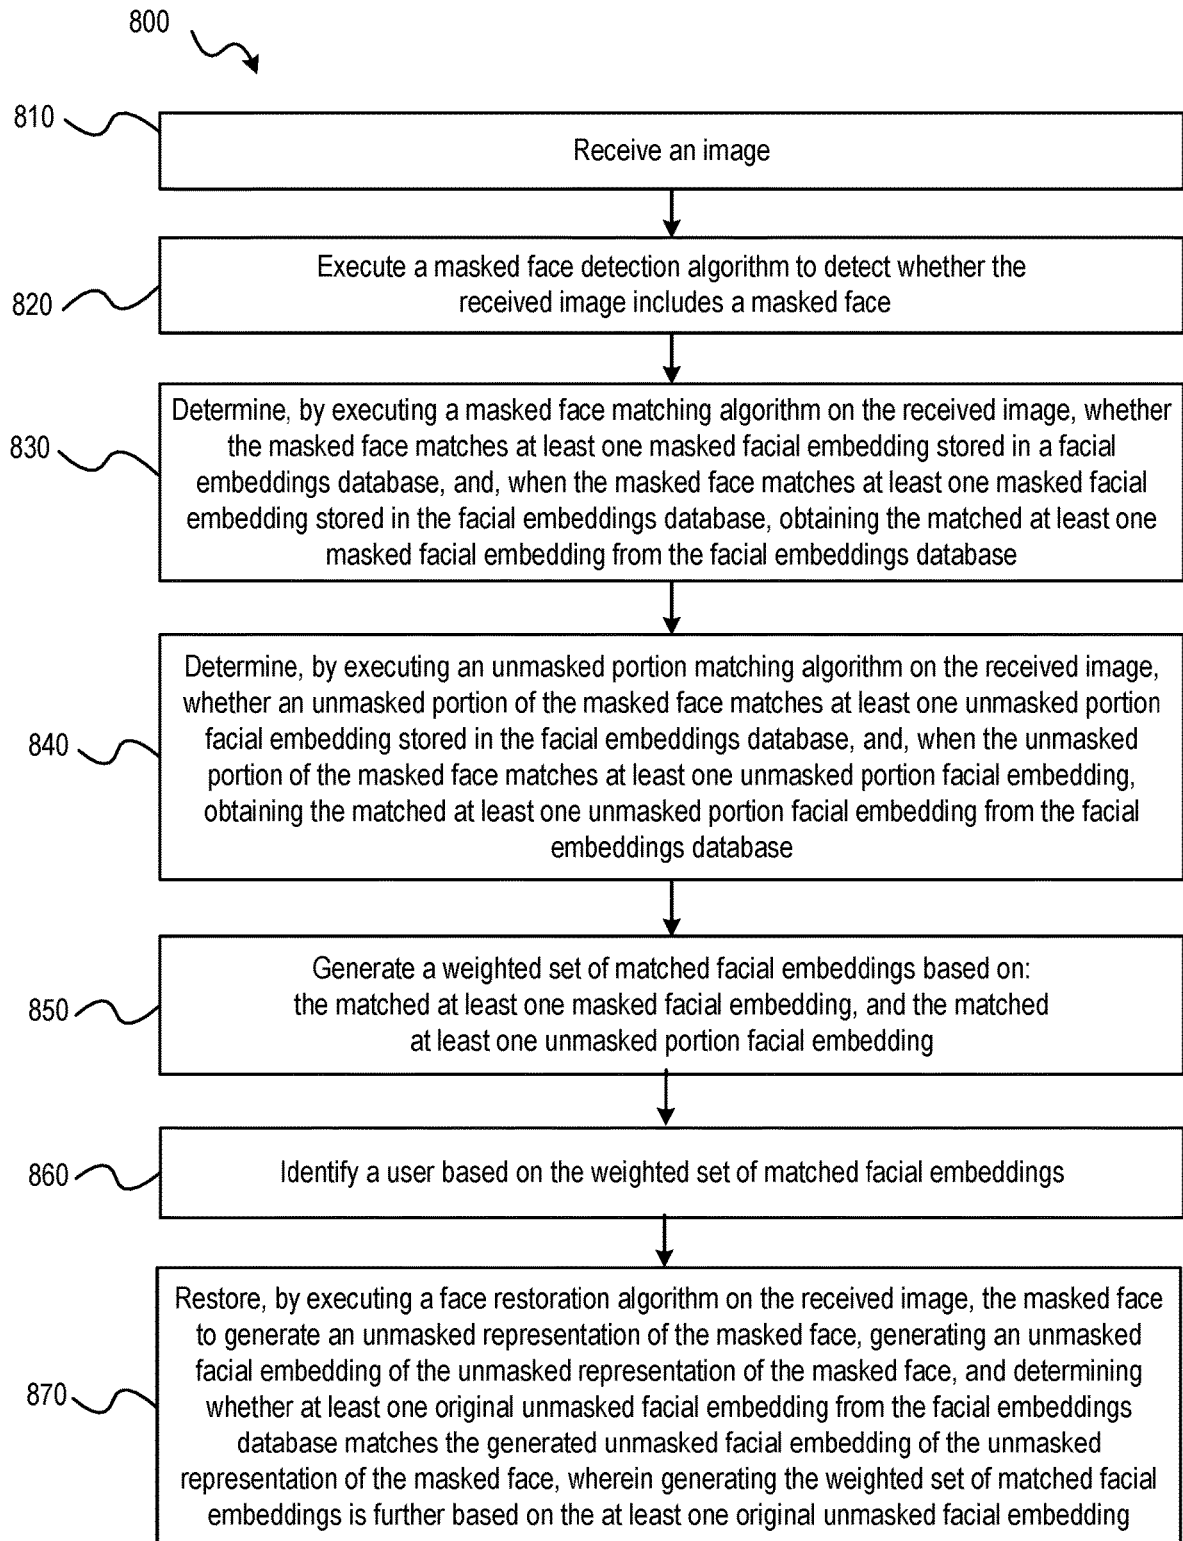 800
810
Receive an image
820
Execute a masked face detection algorithm to detect whether the
received image includes a masked face
830
Determine, by executing a masked face matching algorithm on the received image, whether
the masked face matches at least one masked facial embedding stored in a facial
embeddings database, and, when the masked face matches at least one masked facial
embedding stored in the facial embeddings database, obtaining the matched at least one
masked facial embedding from the facial embeddings database
840
Determine, by executing an unmasked portion matching algorithm on the received image,
whether an unmasked portion of the masked face matches at least one unmasked portion
facial embedding stored in the facial embeddings database, and, when the unmasked
portion of the masked face matches at least one unmasked portion facial embedding,
obtaining the matched at least one unmasked portion facial embedding from the facial
embeddings database
850
Generate a weighted set of matched facial embeddings based on:
the matched at least one masked facial embedding, and the matched
at least one unmasked portion facial embedding
860
Identify a user based on the weighted set of matched facial embeddings
870
Restore, by executing a face restoration algorithm on the received image, the masked face
to generate an unmasked representation of the masked face, generating an unmasked
facial embedding of the unmasked representation of the masked face, and determining
whether at least one original unmasked facial embedding from the facial embeddings
database matches the generated unmasked facial embedding of the unmasked
representation of the masked face, wherein generating the weighted set of matched facial
embeddings is further based on the at least one original unmasked facial embedding